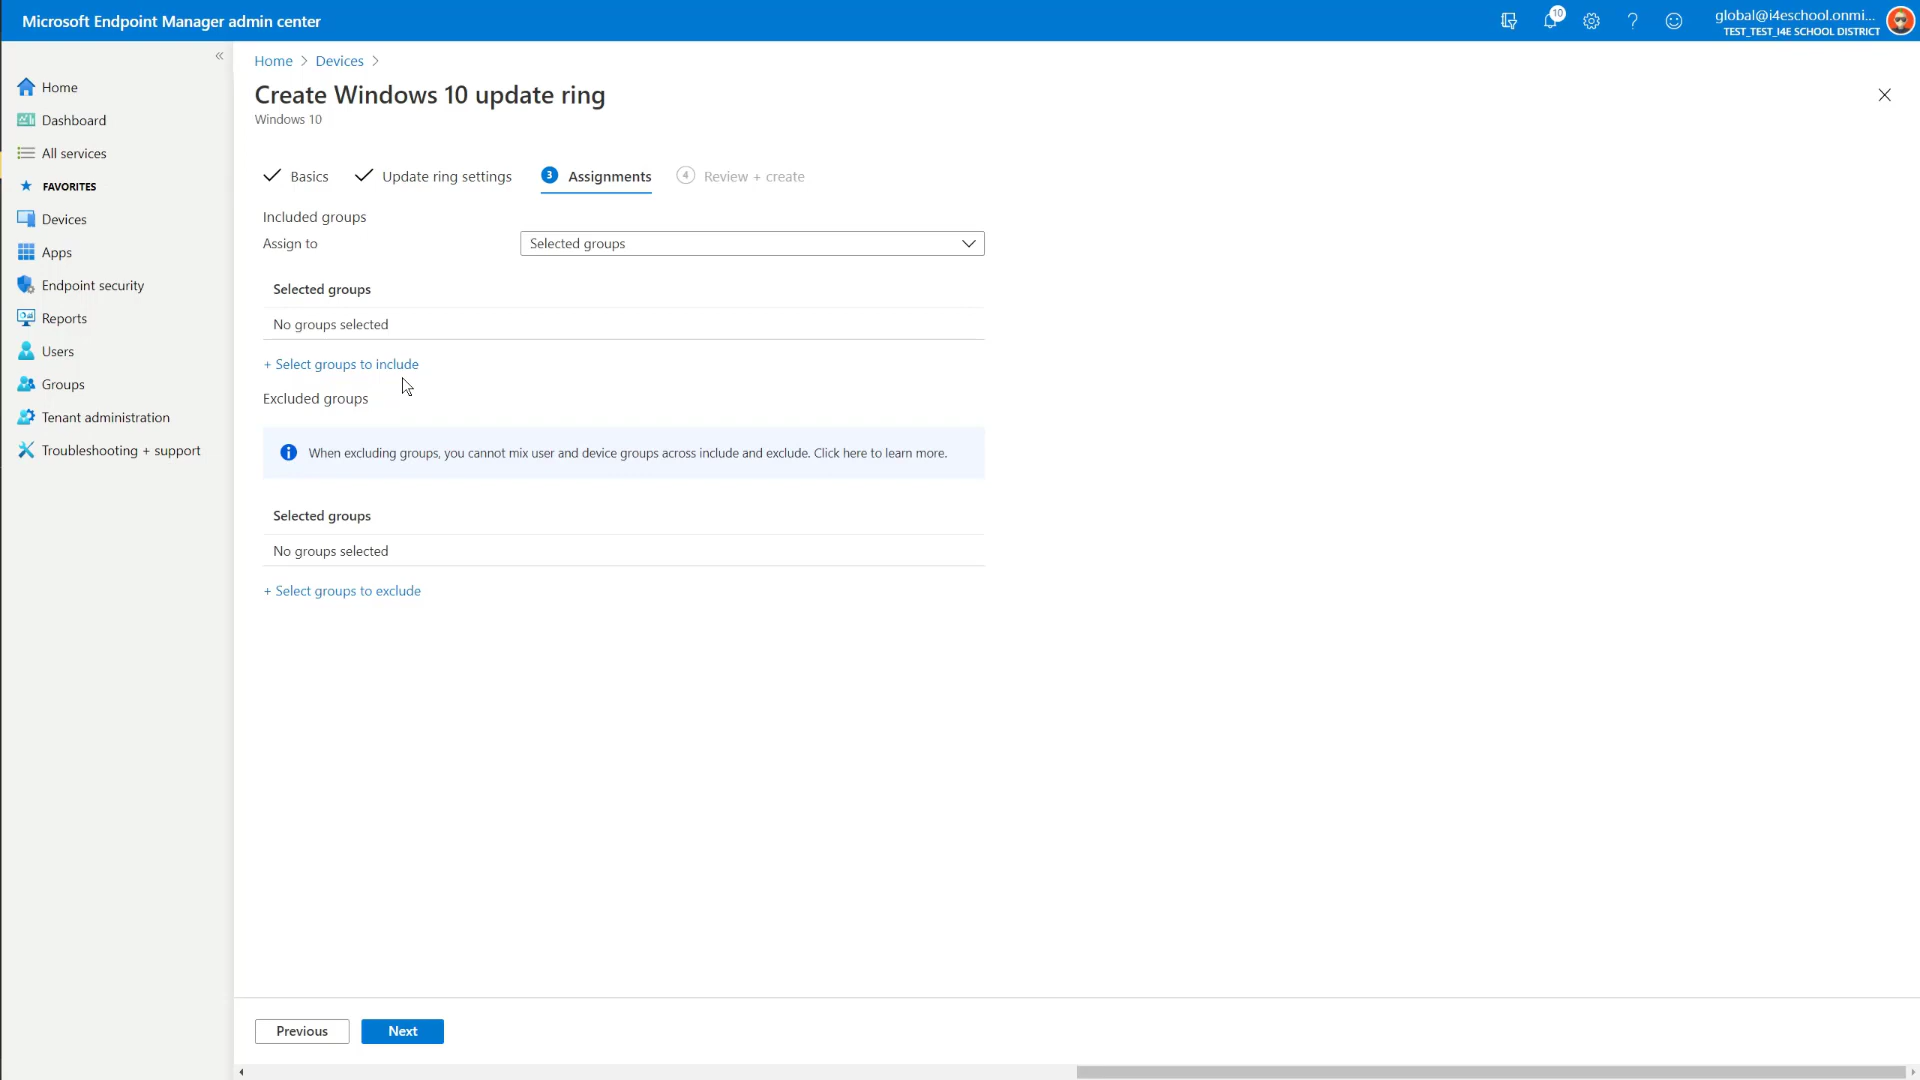 Microsoft Endpoint Manager admin center
10
global@i4eschool.onmi...
TEST_TEST_I4E SCHOOL DISTRICT
«
Home
Dashboard
All services
FAVORITES
Devices
Apps
Endpoint security
Reports
Users
Groups
Tenant administration
Troubleshooting + support
Home > Devices >
Create Windows 10 update ring
Windows 10
Basics
Update ring settings
3 Assignments
4 Review + create
Included groups
Assign to
Selected groups
Selected groups
No groups selected
+ Select groups to include
Excluded groups
When excluding groups, you cannot mix user and device groups across include and exclude. Click here to learn more.
Selected groups
No groups selected
+ Select groups to exclude
Previous
Next